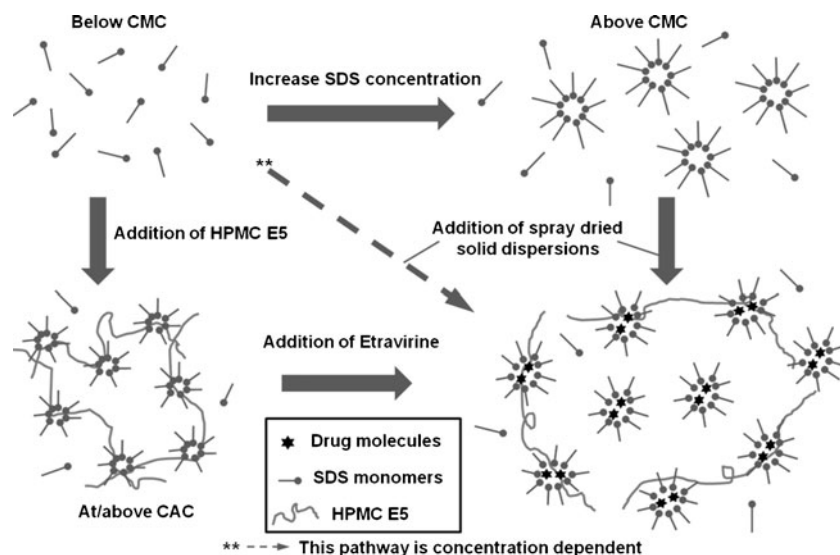 Below CMC
Above CMC
Increase SDS concentration
**
Addition of HPMC E5
Addition of spray dried
solid dispersions
Addition of Etravirine
Drug molecules
SDS monomers
HPMC E5
At/above CAC
** ---> This pathway is concentration dependent